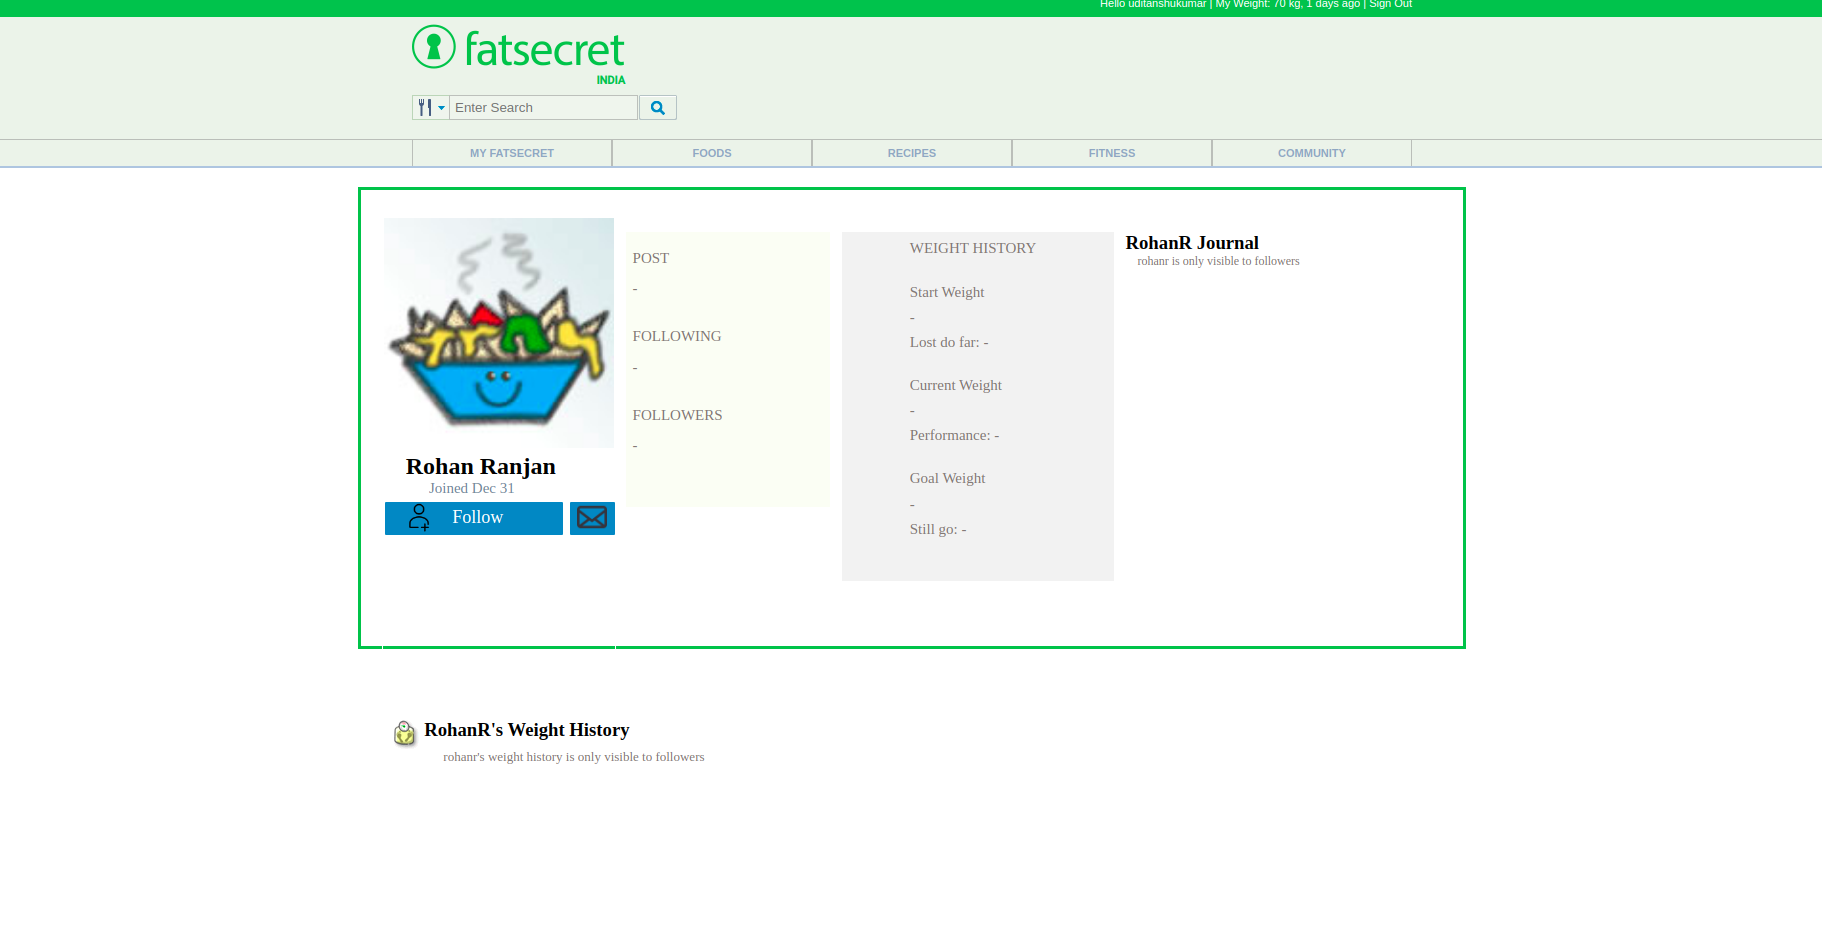 Hello uditanshukumar | My Weight: 70 kg, 1 days ago | Sign Out
fatsecret
INDIA
Enter Search
MY FATSECRET
FOODS
RECIPES
FITNESS
COMMUNITY
Rohan Ranjan
Joined Dec 31
Follow
POST
-
FOLLOWING
-
FOLLOWERS
-
WEIGHT HISTORY
Start Weight
-
Lost do far: -
Current Weight
-
Performance: -
Goal Weight
-
Still go: -
RohanR Journal
rohanr is only visible to followers
RohanR's Weight History
rohanr's weight history is only visible to followers